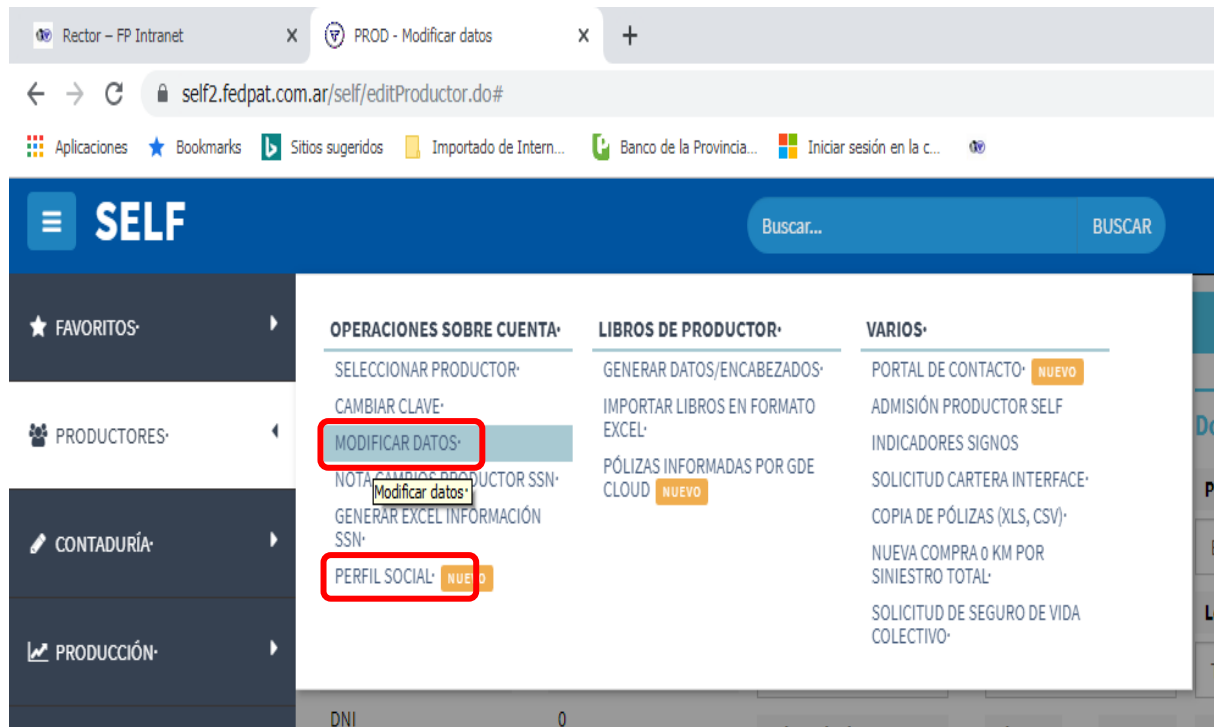 Rector – FP Intranet
PROD - Modificar datos
self2.fedpat.com.ar/self/editProductor.do#
Aplicaciones
Bookmarks
Sitios sugeridos
Importado de Intern...
Banco de la Provincia...
Iniciar sesión en la c...
SELF
Buscar...
BUSCAR
FAVORITOS·
PRODUCTORES·
CONTADURÍA·
PRODUCCIÓN·
OPERACIONES SOBRE CUENTA·
SELECCIONAR PRODUCTOR·
CAMBIAR CLAVE·
MODIFICAR DATOS·
NOTA CAMBIOS PRODUCTOR SSN·
Modificar datos·
GENERAR EXCEL INFORMACIÓN
SSN·
PERFIL SOCIAL· NUEVO
LIBROS DE PRODUCTOR·
GENERAR DATOS/ENCABEZADOS·
IMPORTAR LIBROS EN FORMATO
EXCEL·
PÓLIZAS INFORMADAS POR GDE
CLOUD NUEVO
VARIOS·
PORTAL DE CONTACTO· NUEVO
ADMISIÓN PRODUCTOR SELF
INDICADORES SIGNOS
SOLICITUD CARTERA INTERFACE·
COPIA DE PÓLIZAS (XLS, CSV)·
NUEVA COMPRA 0 KM POR
SINIESTRO TOTAL·
SOLICITUD DE SEGURO DE VIDA
COLECTIVO·
DNI 0